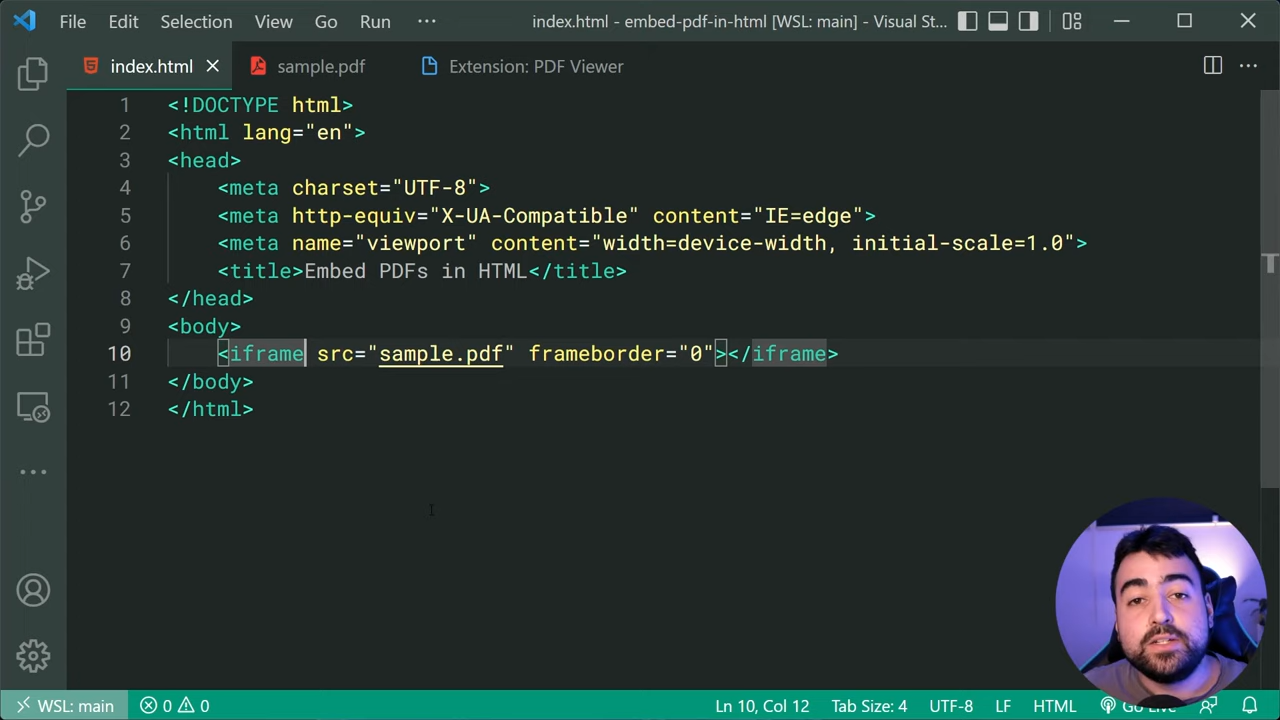 File Edit Selection View Go Run ··· index.html - embed-pdf-in-html [WSL: main] - Visual St...
index.html sample.pdf Extension: PDF Viewer
1 <!DOCTYPE html>
2 <html lang="en">
3 <head>
4 <meta charset="UTF-8">
5 <meta http-equiv="X-UA-Compatible" content="IE=edge">
6 <meta name="viewport" content="width=device-width, initial-scale=1.0">
7 <title>Embed PDFs in HTML</title>
8 </head>
9 <body>
10 <iframe src="sample.pdf" frameborder="0"></iframe>
11 </body>
12 </html>
WSL: main 0 0 Ln 10, Col 12 Tab Size: 4 UTF-8 LF HTML Go Live